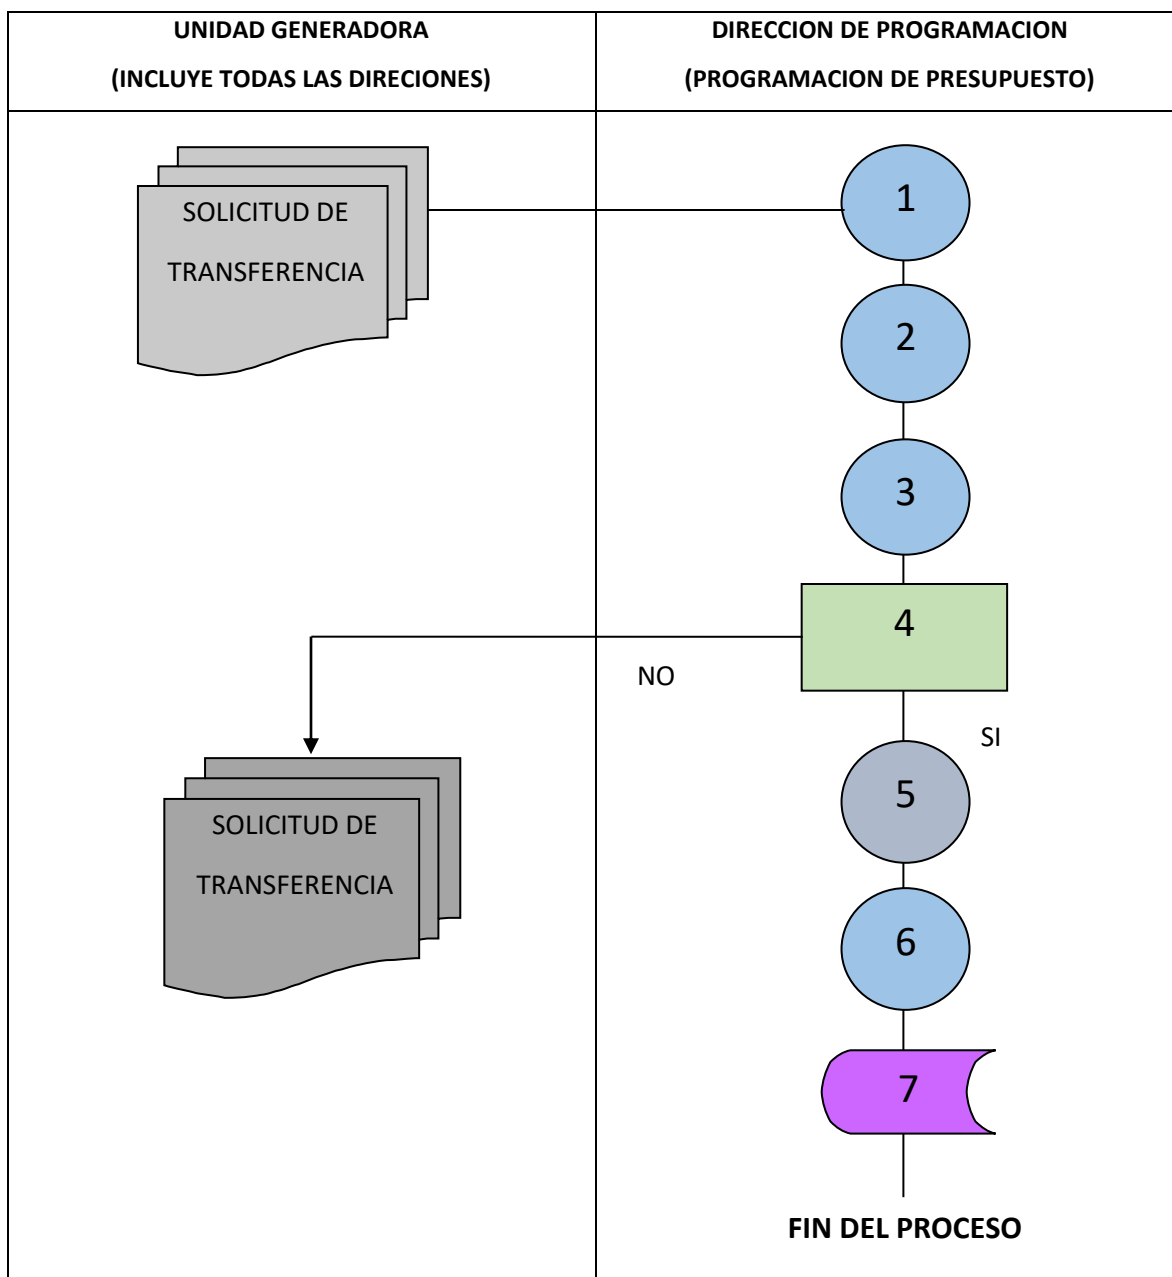 UNIDAD GENERADORA
(INCLUYE TODAS LAS DIRECIONES)
DIRECCION DE PROGRAMACION
(PROGRAMACION DE PRESUPUESTO)
SOLICITUD DE
TRANSFERENCIA
1
2
3
4
NO
SI
SOLICITUD DE
TRANSFERENCIA
5
6
7
FIN DEL PROCESO